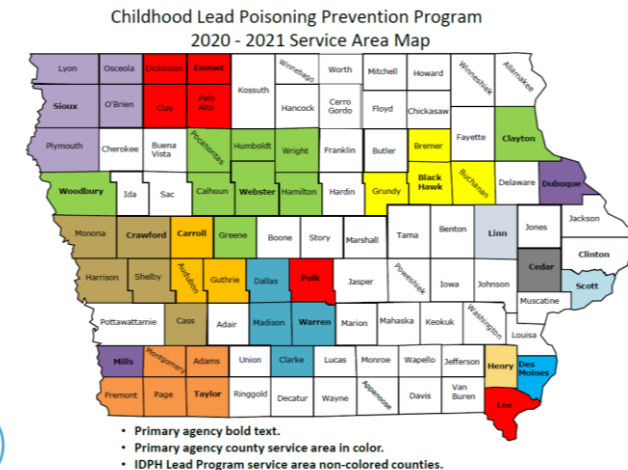 Childhood Lead Poisoning Prevention Program
2020 - 2021 Service Area Map
Lyon Osceola Dickinson Emmet Kossuth Winnebago Worth Mitchell Howard Winneshiek Allamakee
Sioux O'Brien Clay Palo Alto Hancock Cerro Gordo Floyd Chickasaw
Plymouth Cherokee Buena Vista Pocahontas Humboldt Wright Franklin Butler Bremer Fayette Clayton
Woodbury Ida Sac Calhoun Webster Hamilton Hardin Grundy Black Hawk Buchanan Delaware Dubuque
Monona Crawford Carroll Greene Boone Story Marshall Tama Benton Linn Jones Jackson
Clinton
Harrison Shelby Audubon Guthrie Dallas Polk Jasper Poweshiek Iowa Johnson Cedar Scott
Muscatine
Pottawattamie Cass Adair Madison Warren Marion Mahaska Keokuk Washington Louisa
Mills Montgomery Adams Union Clarke Lucas Monroe Wapello Jefferson Henry Des Moines
Fremont Page Taylor Ringgold Decatur Wayne Appanoose Davis Van Buren Lee
• Primary agency bold text.
• Primary agency county service area in color.
• IDPH Lead Program service area non-colored counties.